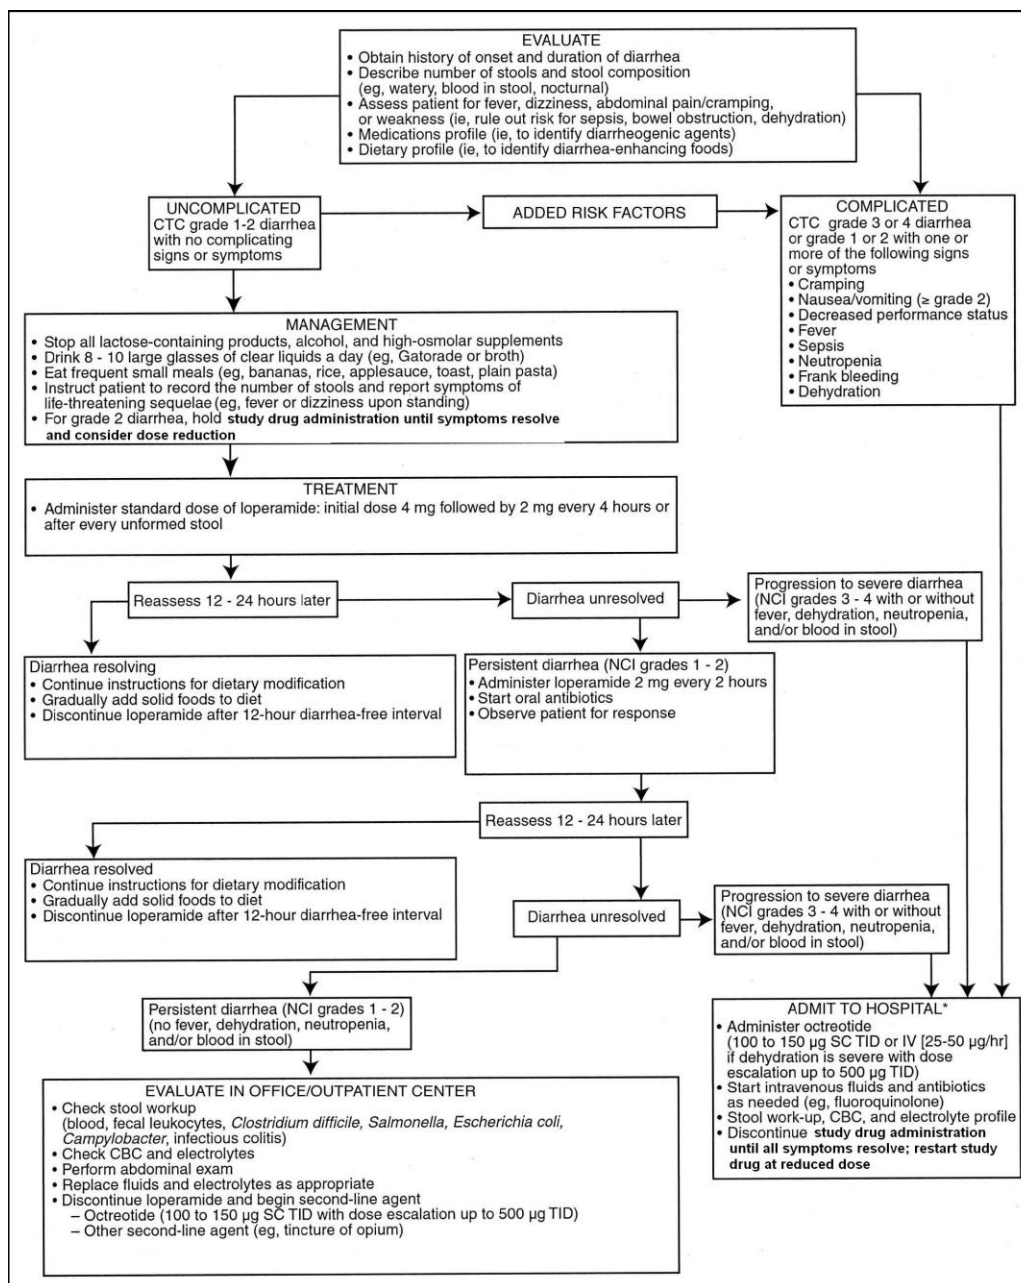 EVALUATE
• Obtain history of onset and duration of diarrhea
• Describe number of stools and stool composition
(eg, watery, blood in stool, nocturnal)
• Assess patient for fever, dizziness, abdominal pain/cramping,
or weakness (ie, rule out risk for sepsis, bowel obstruction, dehydration)
• Medications profile (ie, to identify diarrheogenic agents)
• Dietary profile (ie, to identify diarrhea-enhancing foods)
UNCOMPLICATED
CTC grade 1-2 diarrhea
with no complicating
signs or symptoms
ADDED RISK FACTORS
COMPLICATED
CTC grade 3 or 4 diarrhea
or grade 1 or 2 with one or
more of the following signs
or symptoms
• Cramping
• Nausea/vomiting (≥ grade 2)
• Decreased performance status
• Fever
• Sepsis
• Neutropenia
• Frank bleeding
• Dehydration
MANAGEMENT
• Stop all lactose-containing products, alcohol, and high-osmolar supplements
• Drink 8 - 10 large glasses of clear liquids a day (eg, Gatorade or broth)
• Eat frequent small meals (eg, bananas, rice, applesauce, toast, plain pasta)
• Instruct patient to record the number of stools and report symptoms of
life-threatening sequelae (eg, fever or dizziness upon standing)
• For grade 2 diarrhea, hold study drug administration until symptoms resolve
and consider dose reduction
TREATMENT
• Administer standard dose of loperamide: initial dose 4 mg followed by 2 mg every 4 hours or
after every unformed stool
Reassess 12 - 24 hours later
Diarrhea unresolved
Progression to severe diarrhea
(NCI grades 3 - 4 with or without
fever, dehydration, neutropenia,
and/or blood in stool)
Diarrhea resolving
• Continue instructions for dietary modification
• Gradually add solid foods to diet
• Discontinue loperamide after 12-hour diarrhea-free interval
Persistent diarrhea (NCI grades 1 - 2)
• Administer loperamide 2 mg every 2 hours
• Start oral antibiotics
• Observe patient for response
Reassess 12 - 24 hours later
Diarrhea resolved
• Continue instructions for dietary modification
• Gradually add solid foods to diet
• Discontinue loperamide after 12-hour diarrhea-free interval
Diarrhea unresolved
Progression to severe diarrhea
(NCI grades 3 - 4 with or without
fever, dehydration, neutropenia,
and/or blood in stool)
Persistent diarrhea (NCI grades 1 - 2)
(no fever, dehydration, neutropenia,
and/or blood in stool)
ADMIT TO HOSPITAL*
• Administer octreotide
(100 to 150 µg SC TID or IV [25-50 µg/hr]
if dehydration is severe with dose
escalation up to 500 µg TID)
• Start intravenous fluids and antibiotics
as needed (eg, fluoroquinolone)
• Stool work-up, CBC, and electrolyte profile
• Discontinue study drug administration
until all symptoms resolve; restart study
drug at reduced dose
EVALUATE IN OFFICE/OUTPATIENT CENTER
• Check stool workup
(blood, fecal leukocytes, Clostridium difficile, Salmonella, Escherichia coli,
Campylobacter, infectious colitis)
• Check CBC and electrolytes
• Perform abdominal exam
• Replace fluids and electrolytes as appropriate
• Discontinue loperamide and begin second-line agent
– Octreotide (100 to 150 µg SC TID with dose escalation up to 500 µg TID)
– Other second-line agent (eg, tincture of opium)